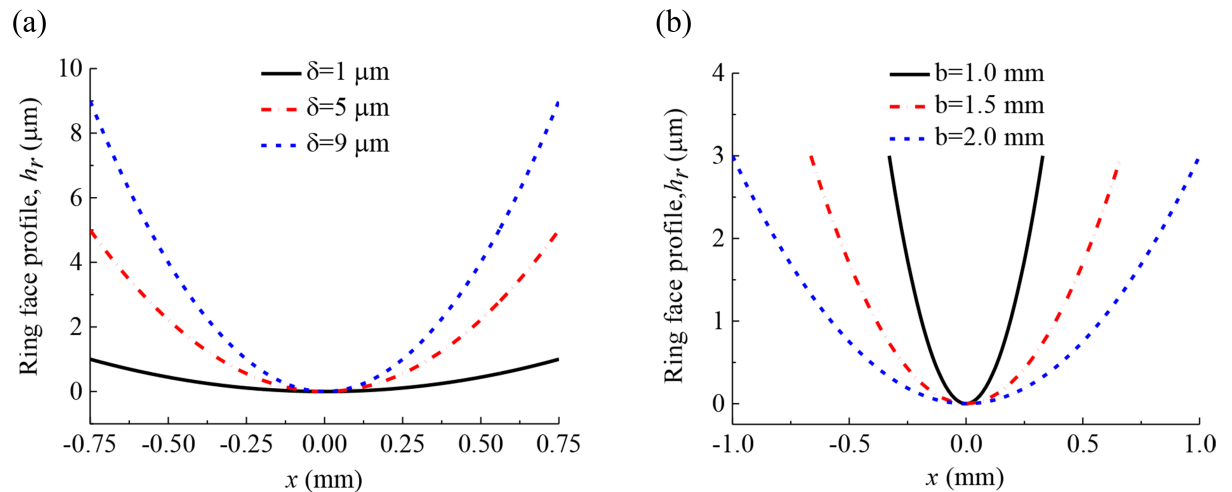 (a)
(b)
δ=1 μm
δ=5 μm
δ=9 μm
Ring face profile, hr (μm)
10
8
6
4
2
0
-0.75
-0.50
-0.25
0.00
0.25
0.50
0.75
x (mm)
b=1.0 mm
b=1.5 mm
b=2.0 mm
Ring face profile,hr (μm)
4
3
2
1
0
-1.0
-0.5
0.0
0.5
1.0
x (mm)